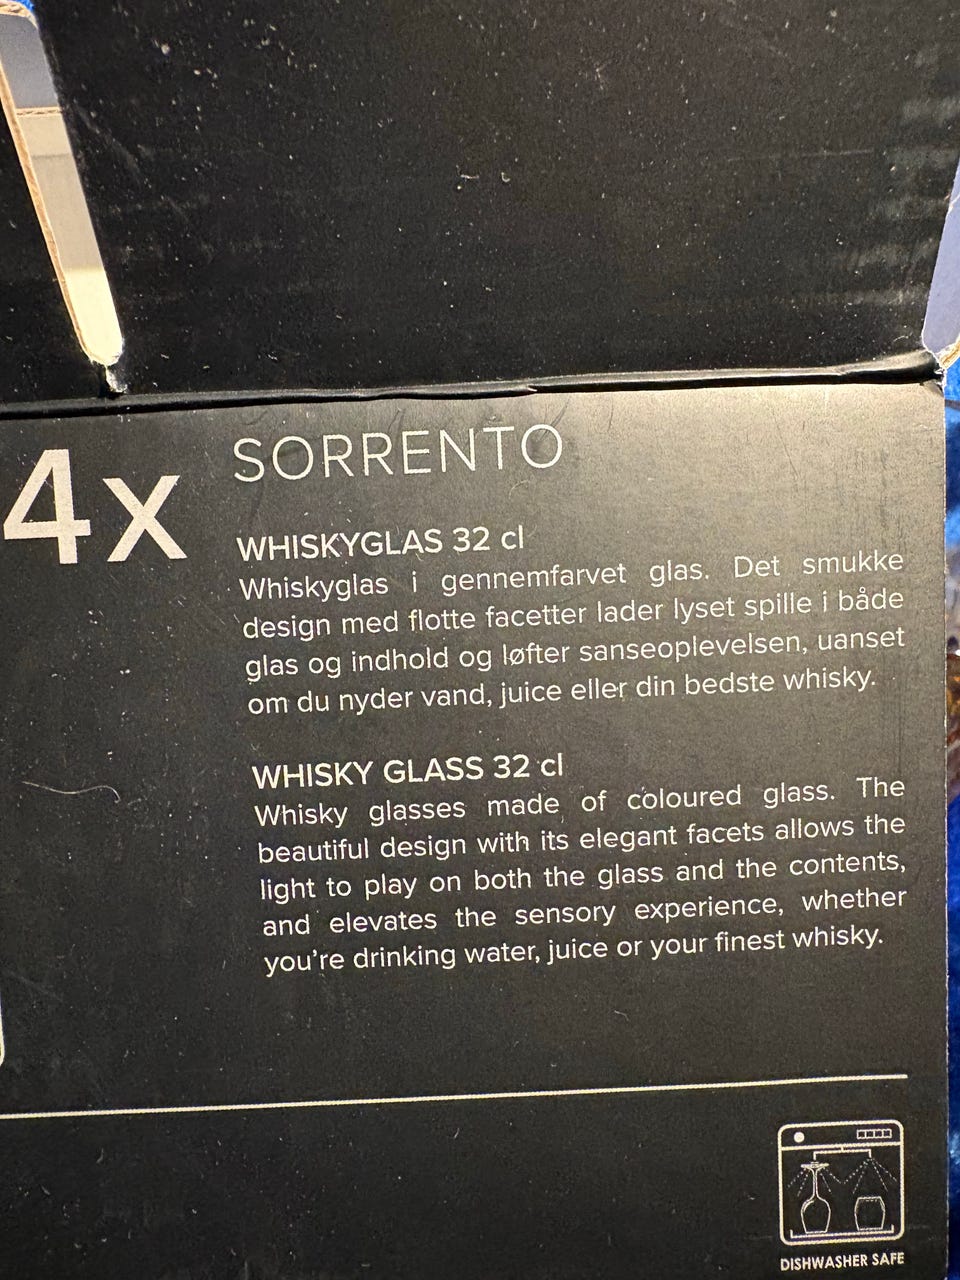 4x
SORRENTO
WHISKYGLAS 32 cl
Whiskyglas i gennemfarvet glas. Det smukke
design med flotte facetter lader lyset spille i både
glas og indhold og løfter sanseoplevelsen, uanset
om du nyder vand, juice eller din bedste whisky.
WHISKY GLASS 32 cl
Whisky glasses made of coloured glass. The
beautiful design with its elegant facets allows the
light to play on both the glass and the contents,
and elevates the sensory experience, whether
you're drinking water, juice or your finest whisky.
DISHWASHER SAFE